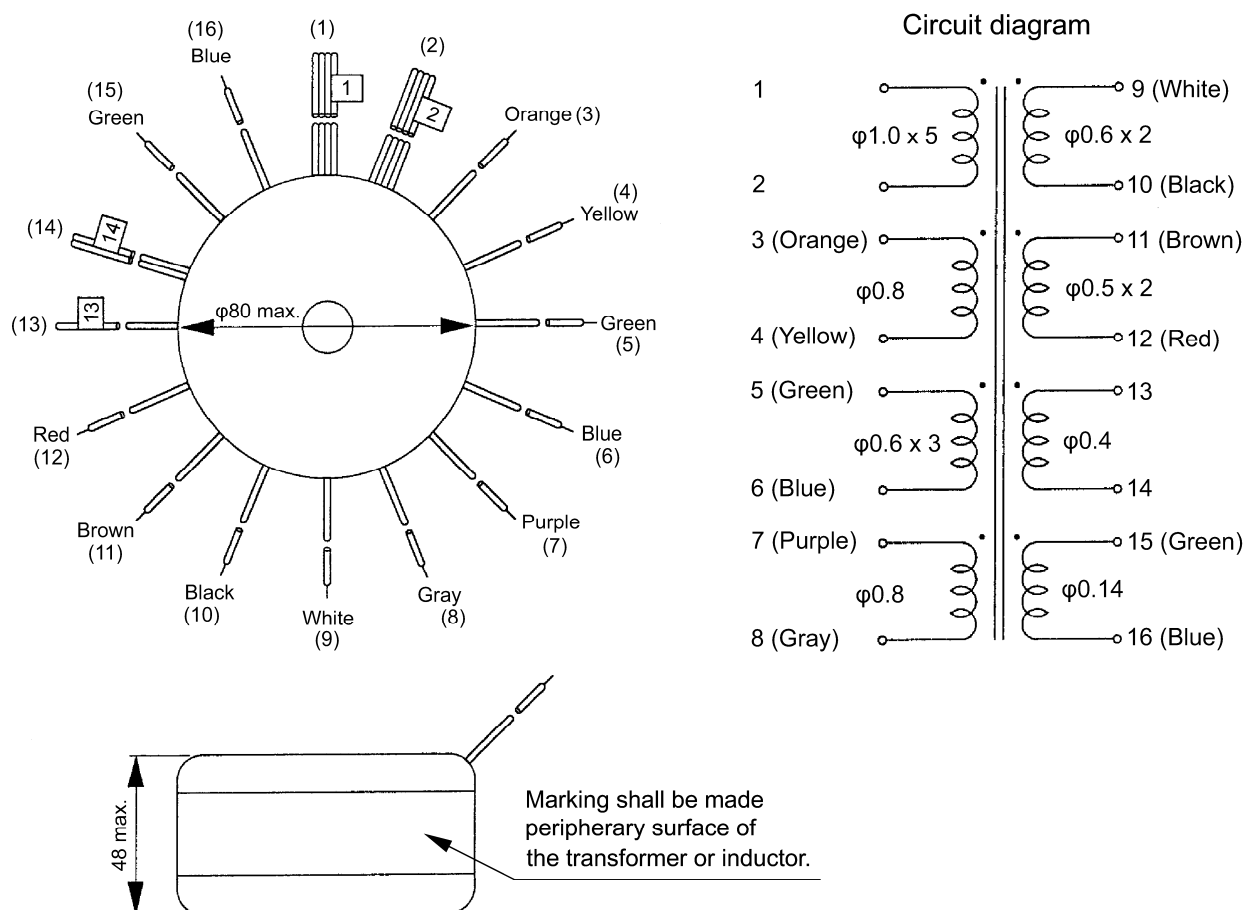 Circuit diagram
(16)
Blue
(1)
1
(2)
2
(15)
Green
Orange (3)
(4)
Yellow
(14)
14
(13)
13
φ80 max.
Green
(5)
Red
(12)
Blue
(6)
Brown
(11)
Purple
(7)
Black
(10)
White
(9)
Gray
(8)
1
φ1.0 x 5
2
3 (Orange)
φ0.8
4 (Yellow)
5 (Green)
φ0.6 x 3
6 (Blue)
7 (Purple)
φ0.8
8 (Gray)
9 (White)
φ0.6 x 2
10 (Black)
11 (Brown)
φ0.5 x 2
12 (Red)
13
φ0.4
14
15 (Green)
φ0.14
16 (Blue)
48 max.
Marking shall be made
periphery surface of
the transformer or inductor.